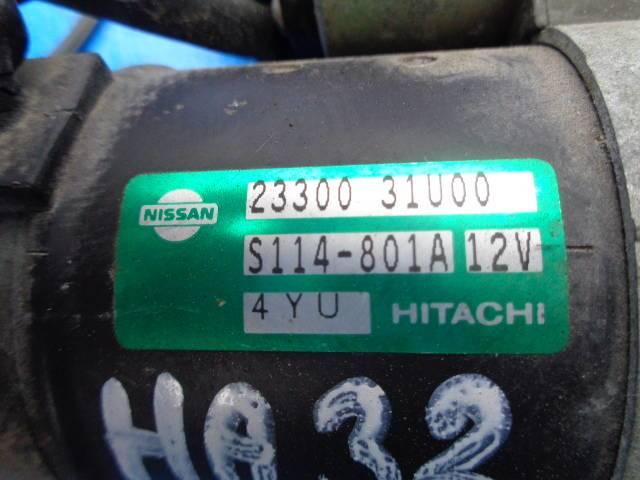 NISSAN
23300 31U00
S114-801A 12V
4YU HITACHI
HA32